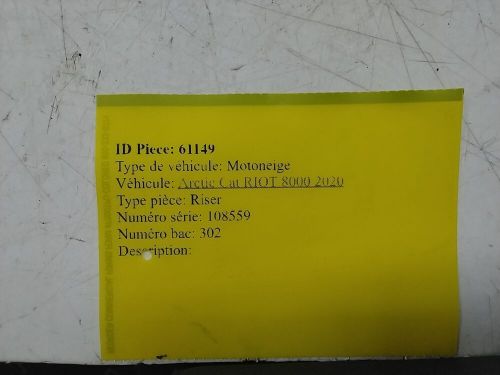 ID Piece: 61149
Type de véhicule: Motoneige
Véhicule: Arctic Cat RIOT 8000 2020
Type pièce: Riser
Numéro série: 108559
Numéro bac: 302
Description: